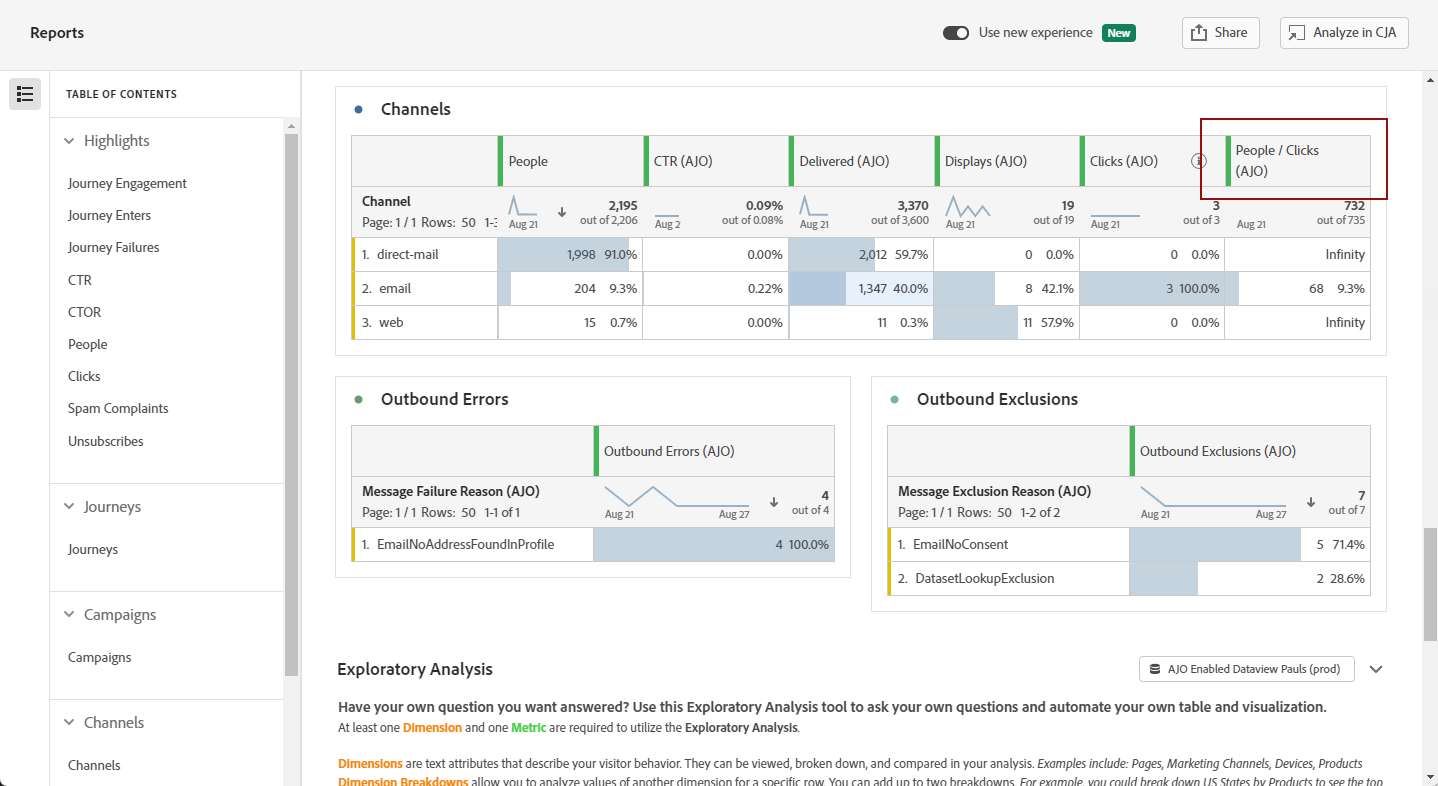 Reports
Use new experience New
Share
Analyze in CJA
TABLE OF CONTENTS
Highlights
Journey Engagement
Journey Enters
Journey Failures
CTR
CTOR
People
Clicks
Spam Complaints
Unsubscribes
Journeys
Journeys
Campaigns
Campaigns
Channels
Channels
Channels
People CTR (AJO) Delivered (AJO) Displays (AJO) Clicks (AJO) People / Clicks
(AJO)
Channel 2,195 0.09% 3,370 19 3 732
Page: 1 / 1 Rows: 50 1-3 out of 2,206 out of 0.08% out of 3,600 out of 19 out of 3 out of 735
Aug 21 Aug 2 Aug 21 Aug 21 Aug 21 Aug 21
1. direct-mail 1,998 91.0% 0.00% 2,012 59.7% 0 0.0% 0 0.0% Infinity
2. email 204 9.3% 0.22% 1,347 40.0% 8 42.1% 3 100.0% 68 9.3%
3. web 15 0.7% 0.00% 11 0.3% 11 57.9% 0 0.0% Infinity
Outbound Errors
Outbound Errors (AJO)
Message Failure Reason (AJO) 4
Page: 1 / 1 Rows: 50 1-1 of 1 Aug 21 Aug 27 out of 4
1. EmailNoAddressFoundInProfile 4 100.0%
Outbound Exclusions
Outbound Exclusions (AJO)
Message Exclusion Reason (AJO) 7
Page: 1 / 1 Rows: 50 1-2 of 2 Aug 21 Aug 27 out of 7
1. EmailNoConsent 5 71.4%
2. DatasetLookupExclusion 2 28.6%
Exploratory Analysis
AJO Enabled Dataview Pauls (prod)
Have your own question you want answered? Use this Exploratory Analysis tool to ask your own questions and automate your own table and visualization.
At least one Dimension and one Metric are required to utilize the Exploratory Analysis.
Dimensions are text attributes that describe your visitor behavior. They can be viewed, broken down, and compared in your analysis. Examples include: Pages, Marketing Channels, Devices, Products
Dimension Breakdowns allow you to analyze values of another dimension for a specific row. You can add up to two breakdowns. For example, you could break down US States by Products to see the top